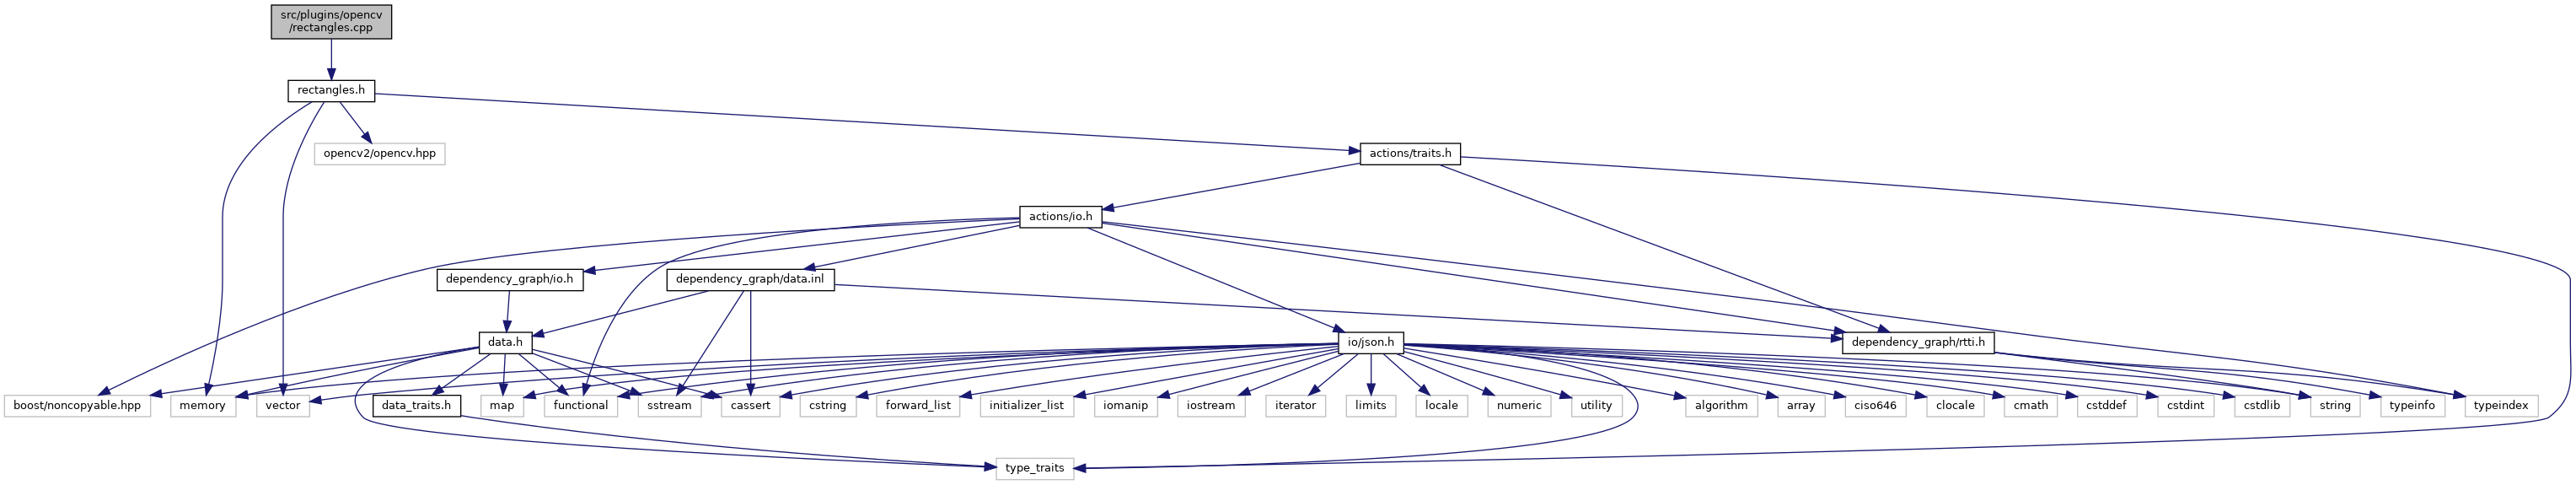 src/plugins/opencv
/rectangles.cpp
rectangles.h
opencv2/opencv.hpp
actions/traits.h
actions/io.h
dependency_graph/io.h
dependency_graph/data.inl
data.h
io/json.h
dependency_graph/rtti.h
boost/noncopyable.hpp
memory
vector
data_traits.h
map
functional
sstream
cassert
cstring
forward_list
initializer_list
iomanip
iostream
iterator
limits
locale
numeric
utility
algorithm
array
ciso646
clocale
cmath
cstddef
cstdint
cstdlib
string
typeinfo
typeindex
type_traits